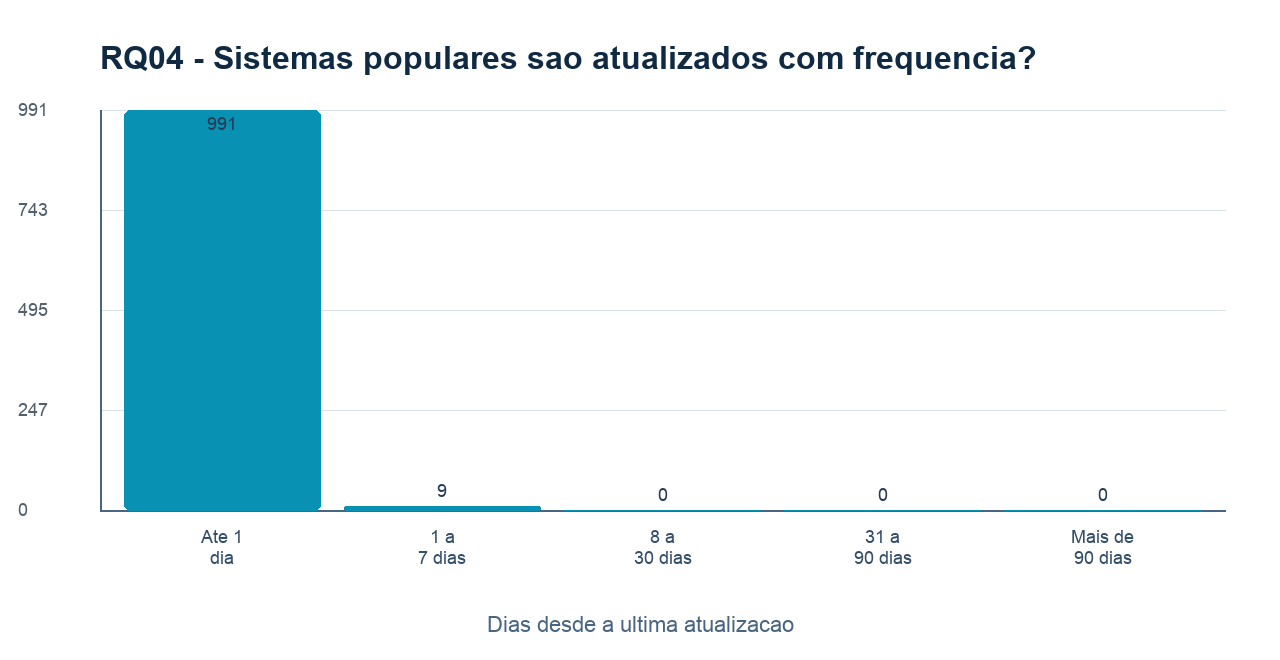 RQ04 - Sistemas populares sao atualizados com frequencia?
991
743
495
247
0
991
9
0
0
0
Ate 1
dia
1 a
7 dias
8 a
30 dias
31 a
90 dias
Mais de
90 dias
Dias desde a ultima atualizacao